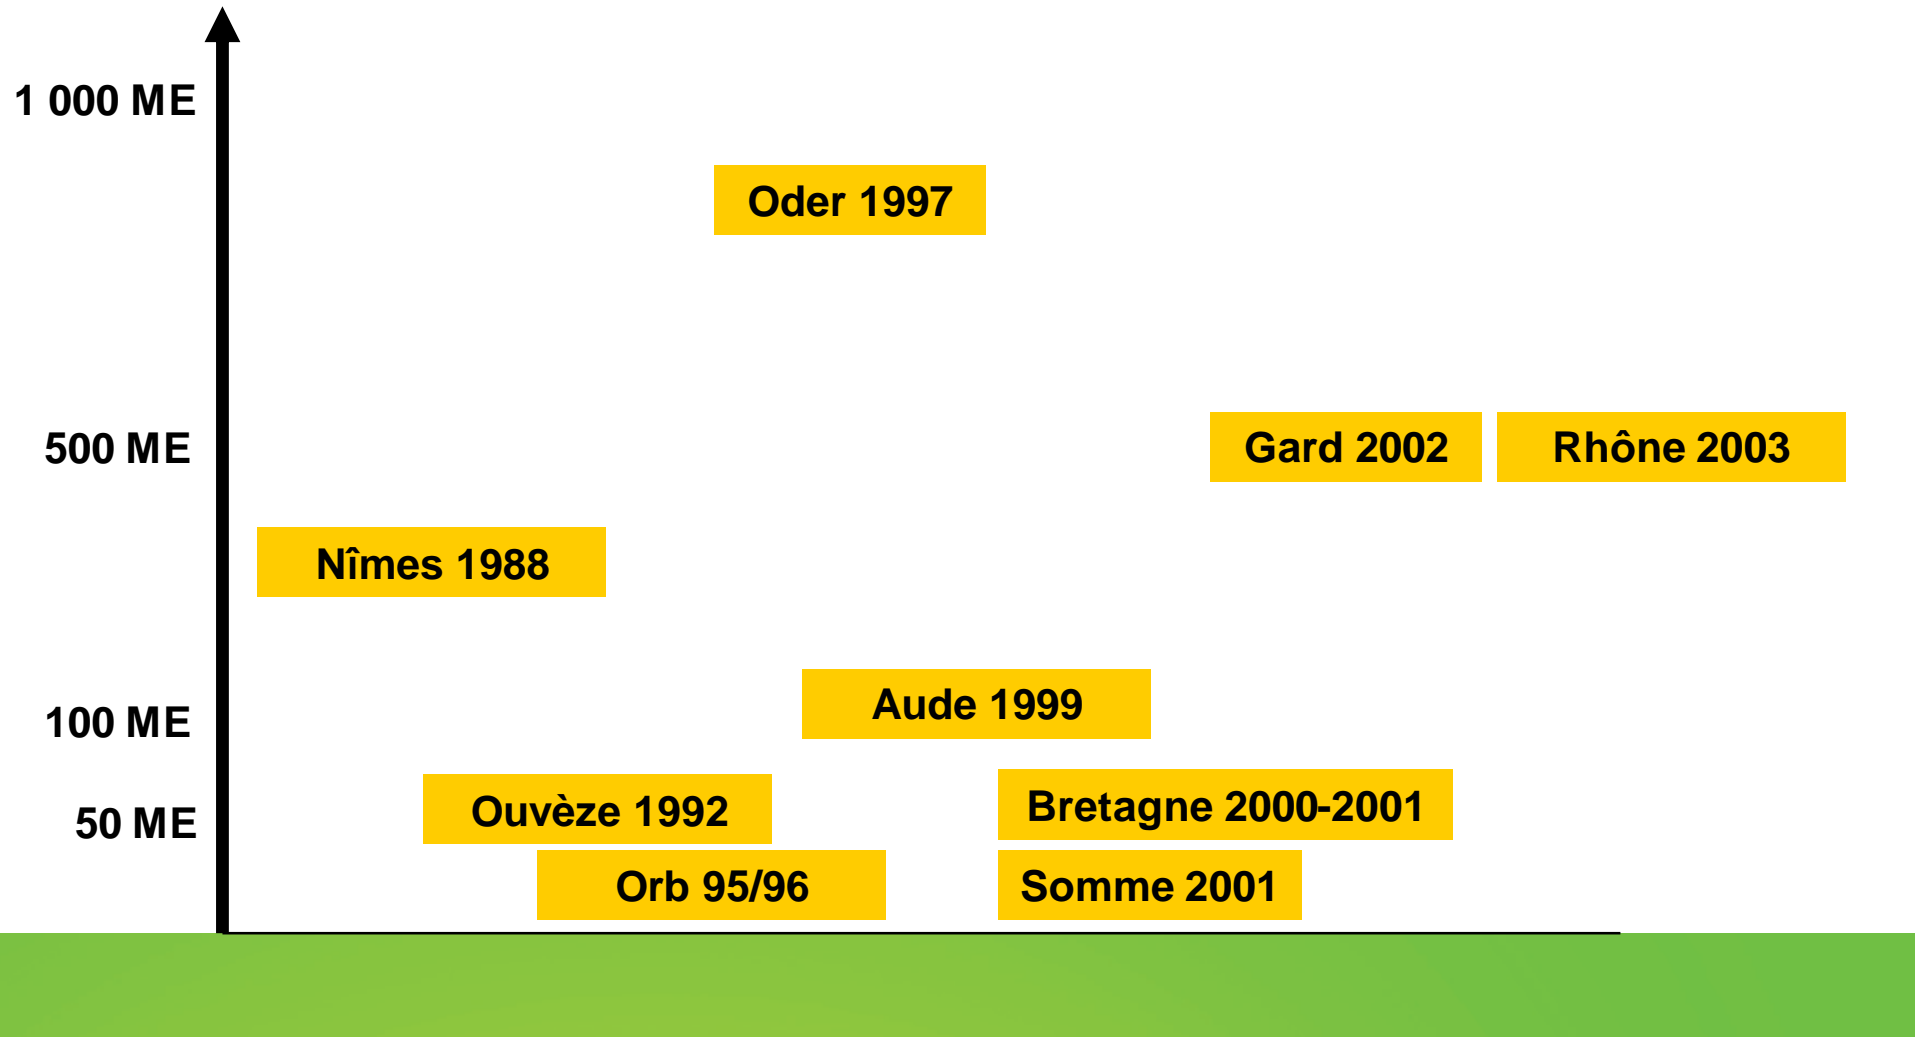 1 000 ME
Oder 1997
500 ME
Gard 2002
Rhône 2003
Nîmes 1988
Aude 1999
100 ME
Ouvèze 1992
Bretagne 2000-2001
50 ME
Orb 95/96
Somme 2001